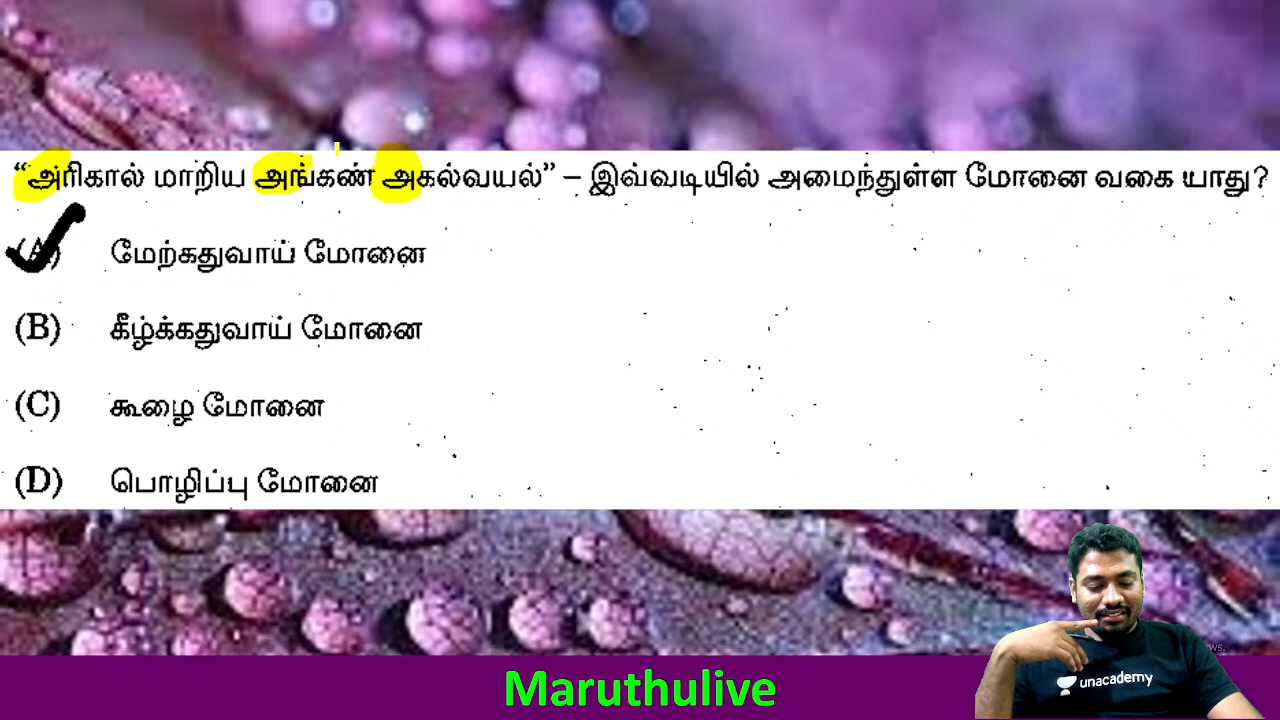 “அரிகால் மாறிய அங்கண் அகல்வயல்” – இவ்வடியில் அமைந்துள்ள மோனை வகை யாது?
(A) மேற்கதுவாய் மோனை
(B) கீழ்க்கதுவாய் மோனை
(C) கூழை மோனை
(D) பொழிப்பு மோனை
unacademy
Maruthulive